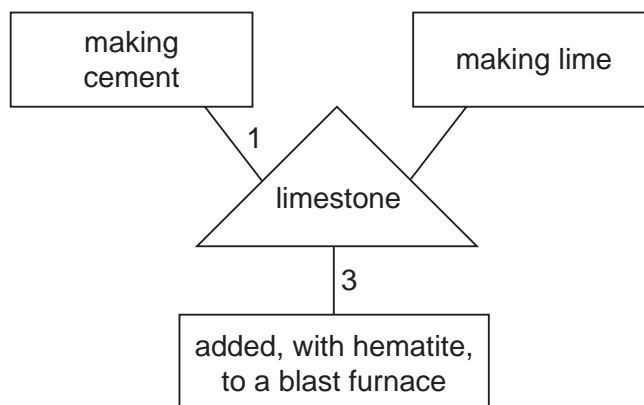 making
cement
making lime
1
limestone
3
added, with hematite,
to a blast furnace